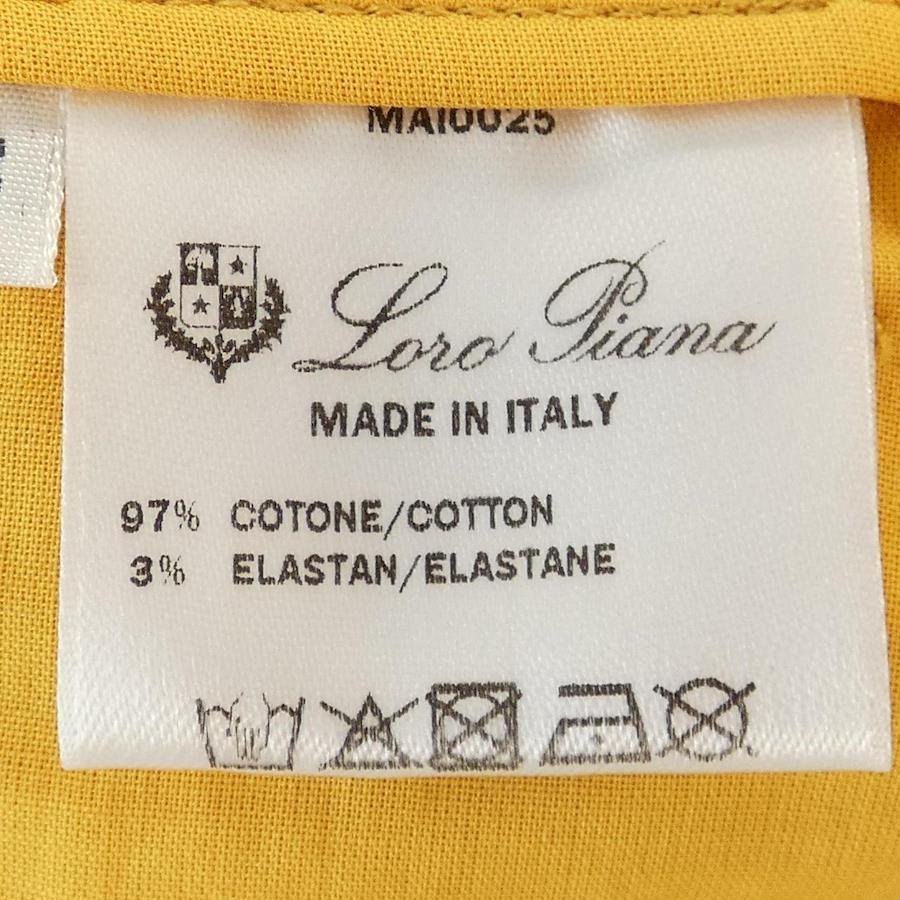 MAI0025
Loro Piana
MADE IN ITALY
97% COTONE/COTTON
3% ELASTAN/ELASTANE